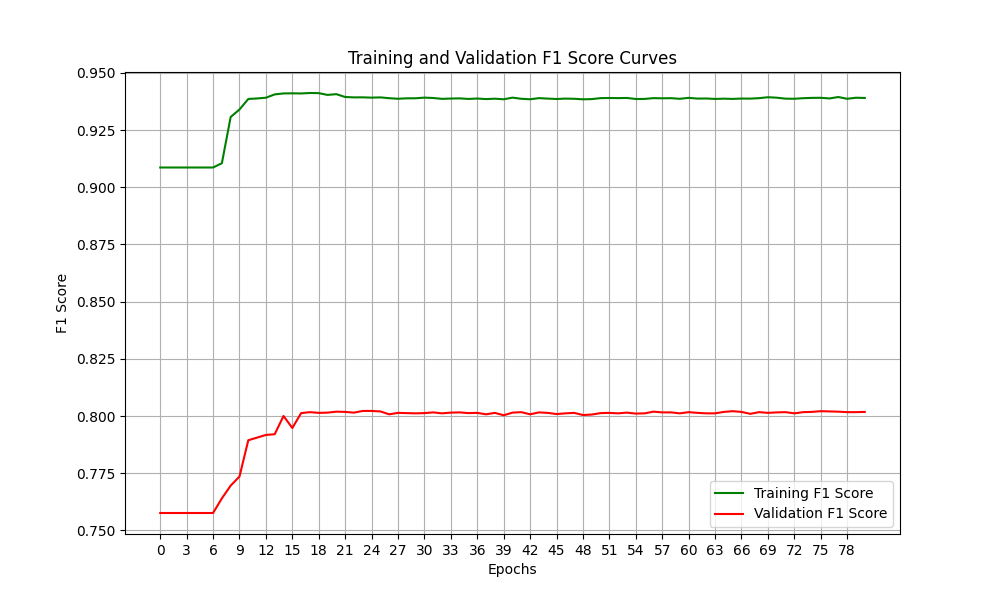 Training and Validation F1 Score Curves
0.950
0.925
0.900
0.875
0.850
0.825
0.800
0.775
0.750
F1 Score
Training F1 Score
Validation F1 Score
0 3 6 9 12 15 18 21 24 27 30 33 36 39 42 45 48 51 54 57 60 63 66 69 72 75 78
Epochs